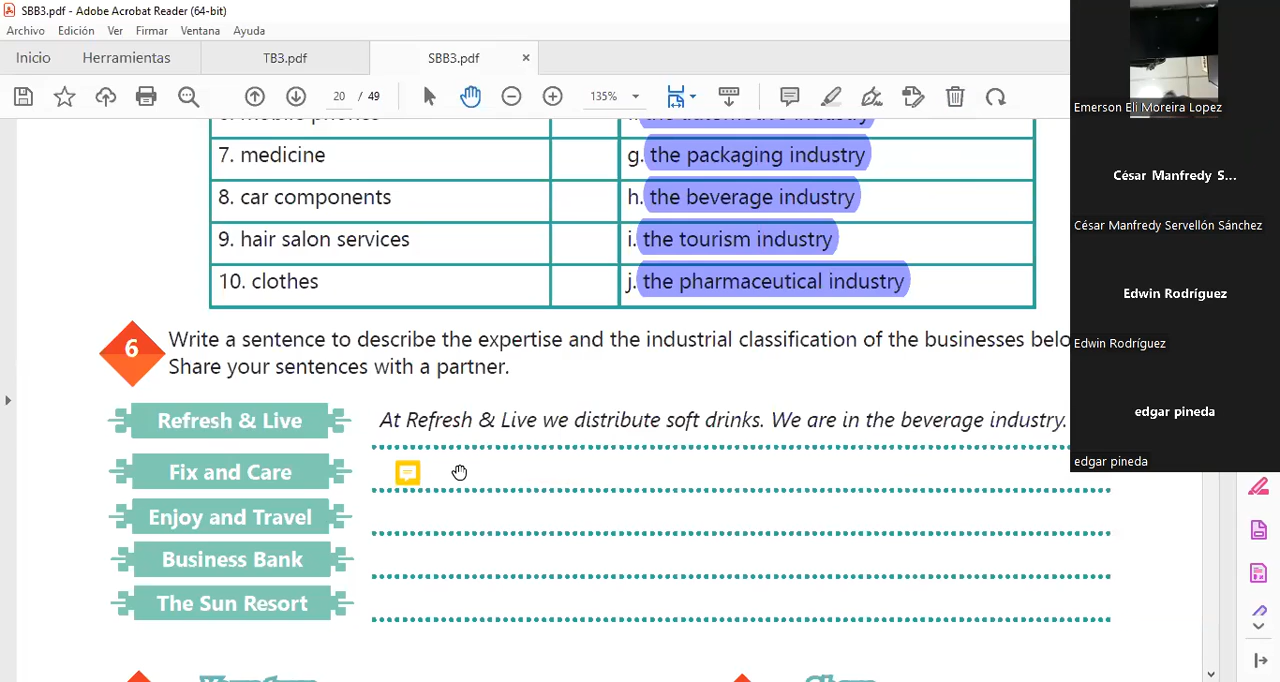 SBB3.pdf - Adobe Acrobat Reader (64-bit)
Archivo Edición Ver Firmar Ventana Ayuda
Inicio Herramientas TB3.pdf SBB3.pdf ×
20 / 49 135%
7. medicine g. the packaging industry
8. car components h. the beverage industry
9. hair salon services i. the tourism industry
10. clothes j. the pharmaceutical industry
6 Write a sentence to describe the expertise and the industrial classification of the businesses belo
Share your sentences with a partner.
Refresh & Live At Refresh & Live we distribute soft drinks. We are in the beverage industry.
Fix and Care
Enjoy and Travel
Business Bank
The Sun Resort
Emerson Eli Moreira Lopez
César Manfredy S...
César Manfredy Servellón Sánchez
Edwin Rodríguez
Edwin Rodríguez
edgar pineda
edgar pineda